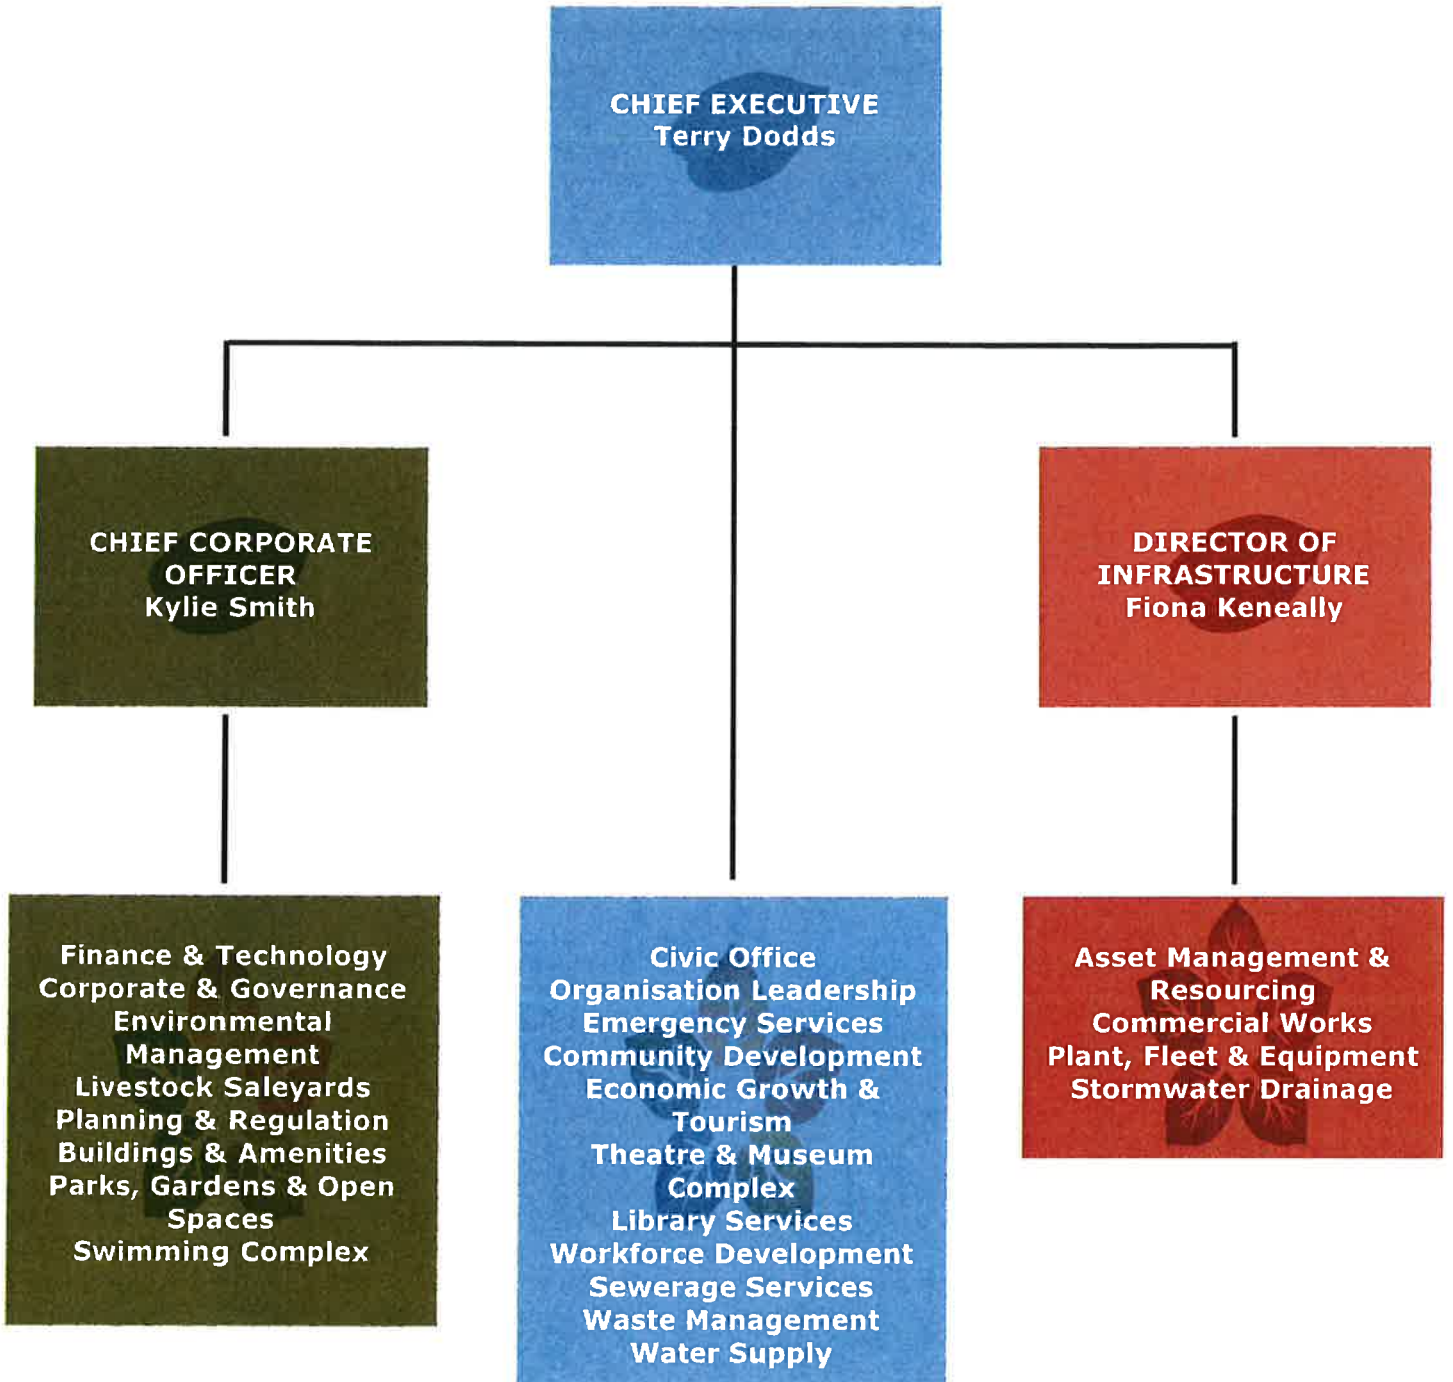 CHIEF EXECUTIVE
Terry Dodds
CHIEF CORPORATE
OFFICER
Kylie Smith
DIRECTOR OF
INFRASTRUCTURE
Fiona Keneally
Finance & Technology
Corporate & Governance
Environmental
Management
Livestock Saleyards
Planning & Regulation
Buildings & Amenities
Parks, Gardens & Open
Spaces
Swimming Complex
Civic Office
Organisation Leadership
Emergency Services
Community Development
Economic Growth &
Tourism
Theatre & Museum
Complex
Library Services
Workforce Development
Sewerage Services
Waste Management
Water Supply
Asset Management &
Resourcing
Commercial Works
Plant, Fleet & Equipment
Stormwater Drainage